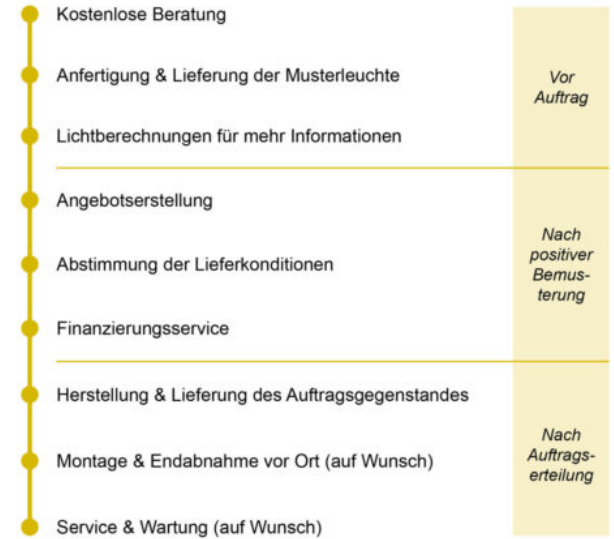 Kostenlose Beratung
Anfertigung & Lieferung der Musterleuchte
Lichtberechnungen für mehr Informationen
Vor
Auftrag
Angebotserstellung
Abstimmung der Lieferkonditionen
Finanzierungsservice
Nach
positiver
Bemus-
terung
Herstellung & Lieferung des Auftragsgegenstandes
Montage & Endabnahme vor Ort (auf Wunsch)
Service & Wartung (auf Wunsch)
Nach
Auftrags-
erteilung